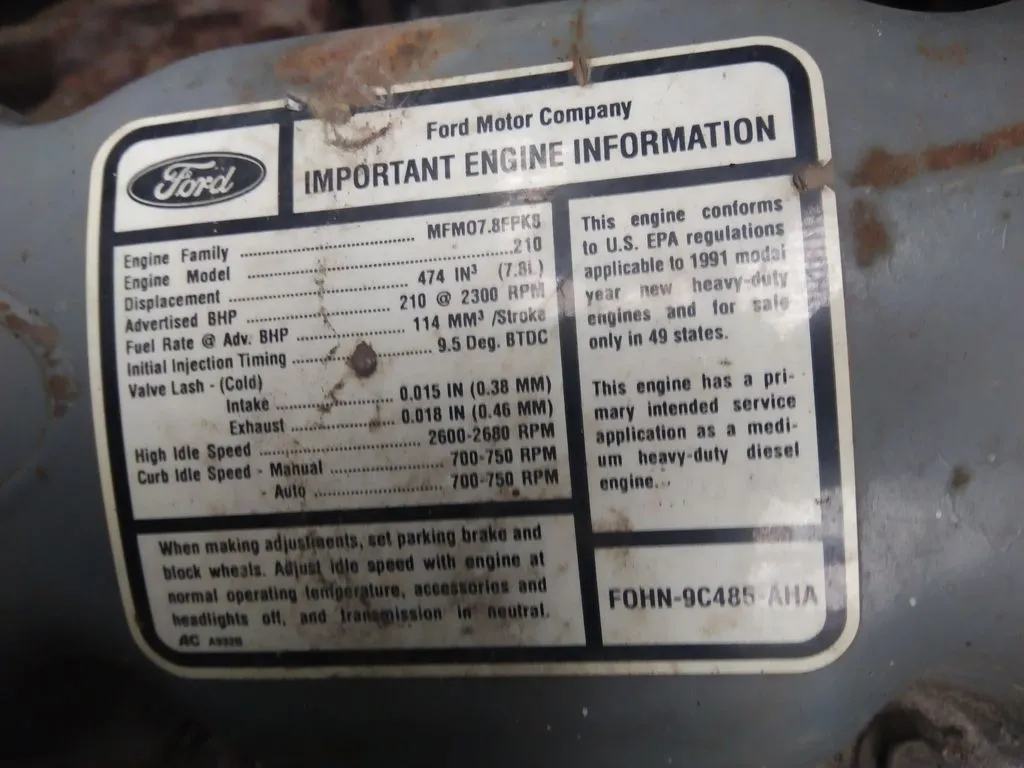 Ford
Ford Motor Company
IMPORTANT ENGINE INFORMATION
Engine Family MFM07.8FPK8
Engine Model 210
Displacement 474 IN³ (7.8L)
Advertised BHP 210 @ 2300 RPM
Fuel Rate @ Adv. BHP 114 MM³ /Stroke
Initial Injection Timing 9.5 Deg. BTDC
Valve Lash - (Cold)
Intake 0.015 IN (0.38 MM)
Exhaust 0.018 IN (0.46 MM)
High Idle Speed 2600-2680 RPM
Curb Idle Speed - Manual 700-750 RPM
- Auto 700-750 RPM
This engine conforms
to U.S. EPA regulations
applicable to 1991 model
year new heavy-duty
engines and for sale
only in 49 states.
This engine has a pri-
mary intended service
application as a medi-
um heavy-duty diesel
engine.
When making adjustments, set parking brake and
block wheels. Adjust idle speed with engine at
normal operating temperature, accessories and
headlights off, and transmission in neutral.
AC
FOHN-9C485-AHA